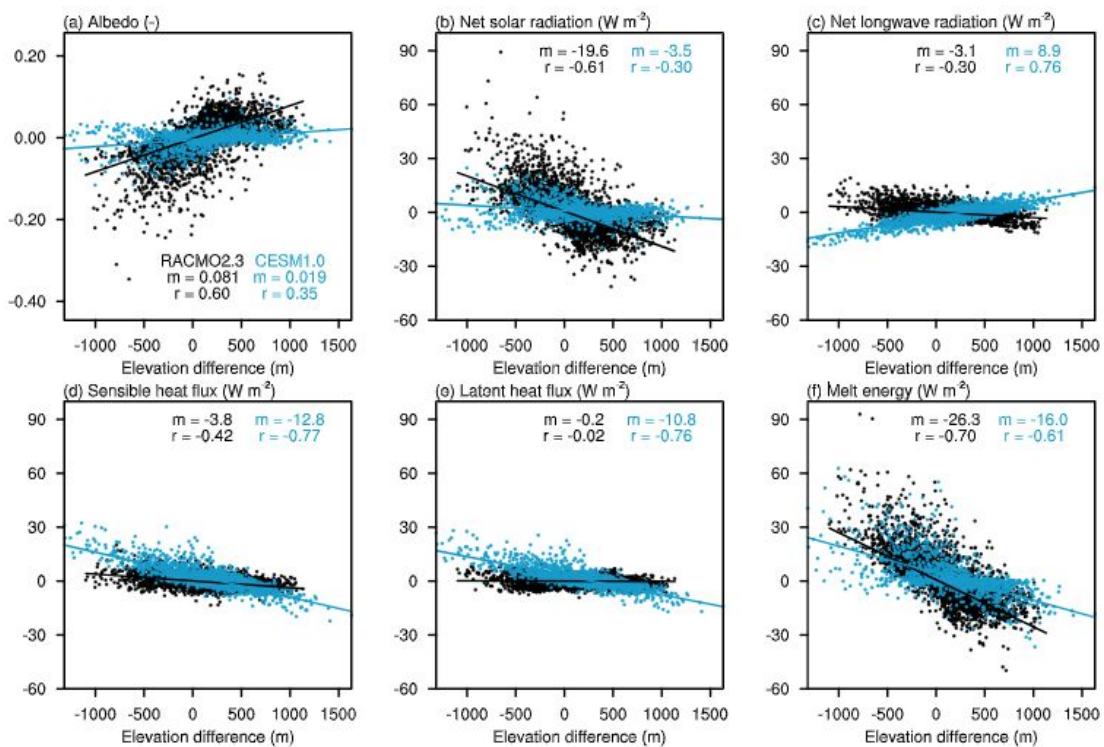 (a) Albedo (-)
0.20
0.00
-0.20
-0.40
RACMO2.3 CESM1.0
m = 0.081 m = 0.019
r = 0.60 r = 0.35
-1000 -500 0 500 1000 1500
Elevation difference (m)
(b) Net solar radiation (W m⁻²)
90
60
30
0
-30
-60
m = -19.6 m = -3.5
r = -0.61 r = -0.30
-1000 -500 0 500 1000 1500
Elevation difference (m)
(c) Net longwave radiation (W m⁻²)
90
60
30
0
-30
-60
m = -3.1 m = 8.9
r = -0.30 r = 0.76
-1000 -500 0 500 1000 1500
Elevation difference (m)
(d) Sensible heat flux (W m⁻²)
90
60
30
0
-30
-60
m = -3.8 m = -12.8
r = -0.42 r = -0.77
-1000 -500 0 500 1000 1500
Elevation difference (m)
(e) Latent heat flux (W m⁻²)
90
60
30
0
-30
-60
m = -0.2 m = -10.8
r = -0.02 r = -0.76
-1000 -500 0 500 1000 1500
Elevation difference (m)
(f) Melt energy (W m⁻²)
90
60
30
0
-30
-60
m = -26.3 m = -16.0
r = -0.70 r = -0.61
-1000 -500 0 500 1000 1500
Elevation difference (m)